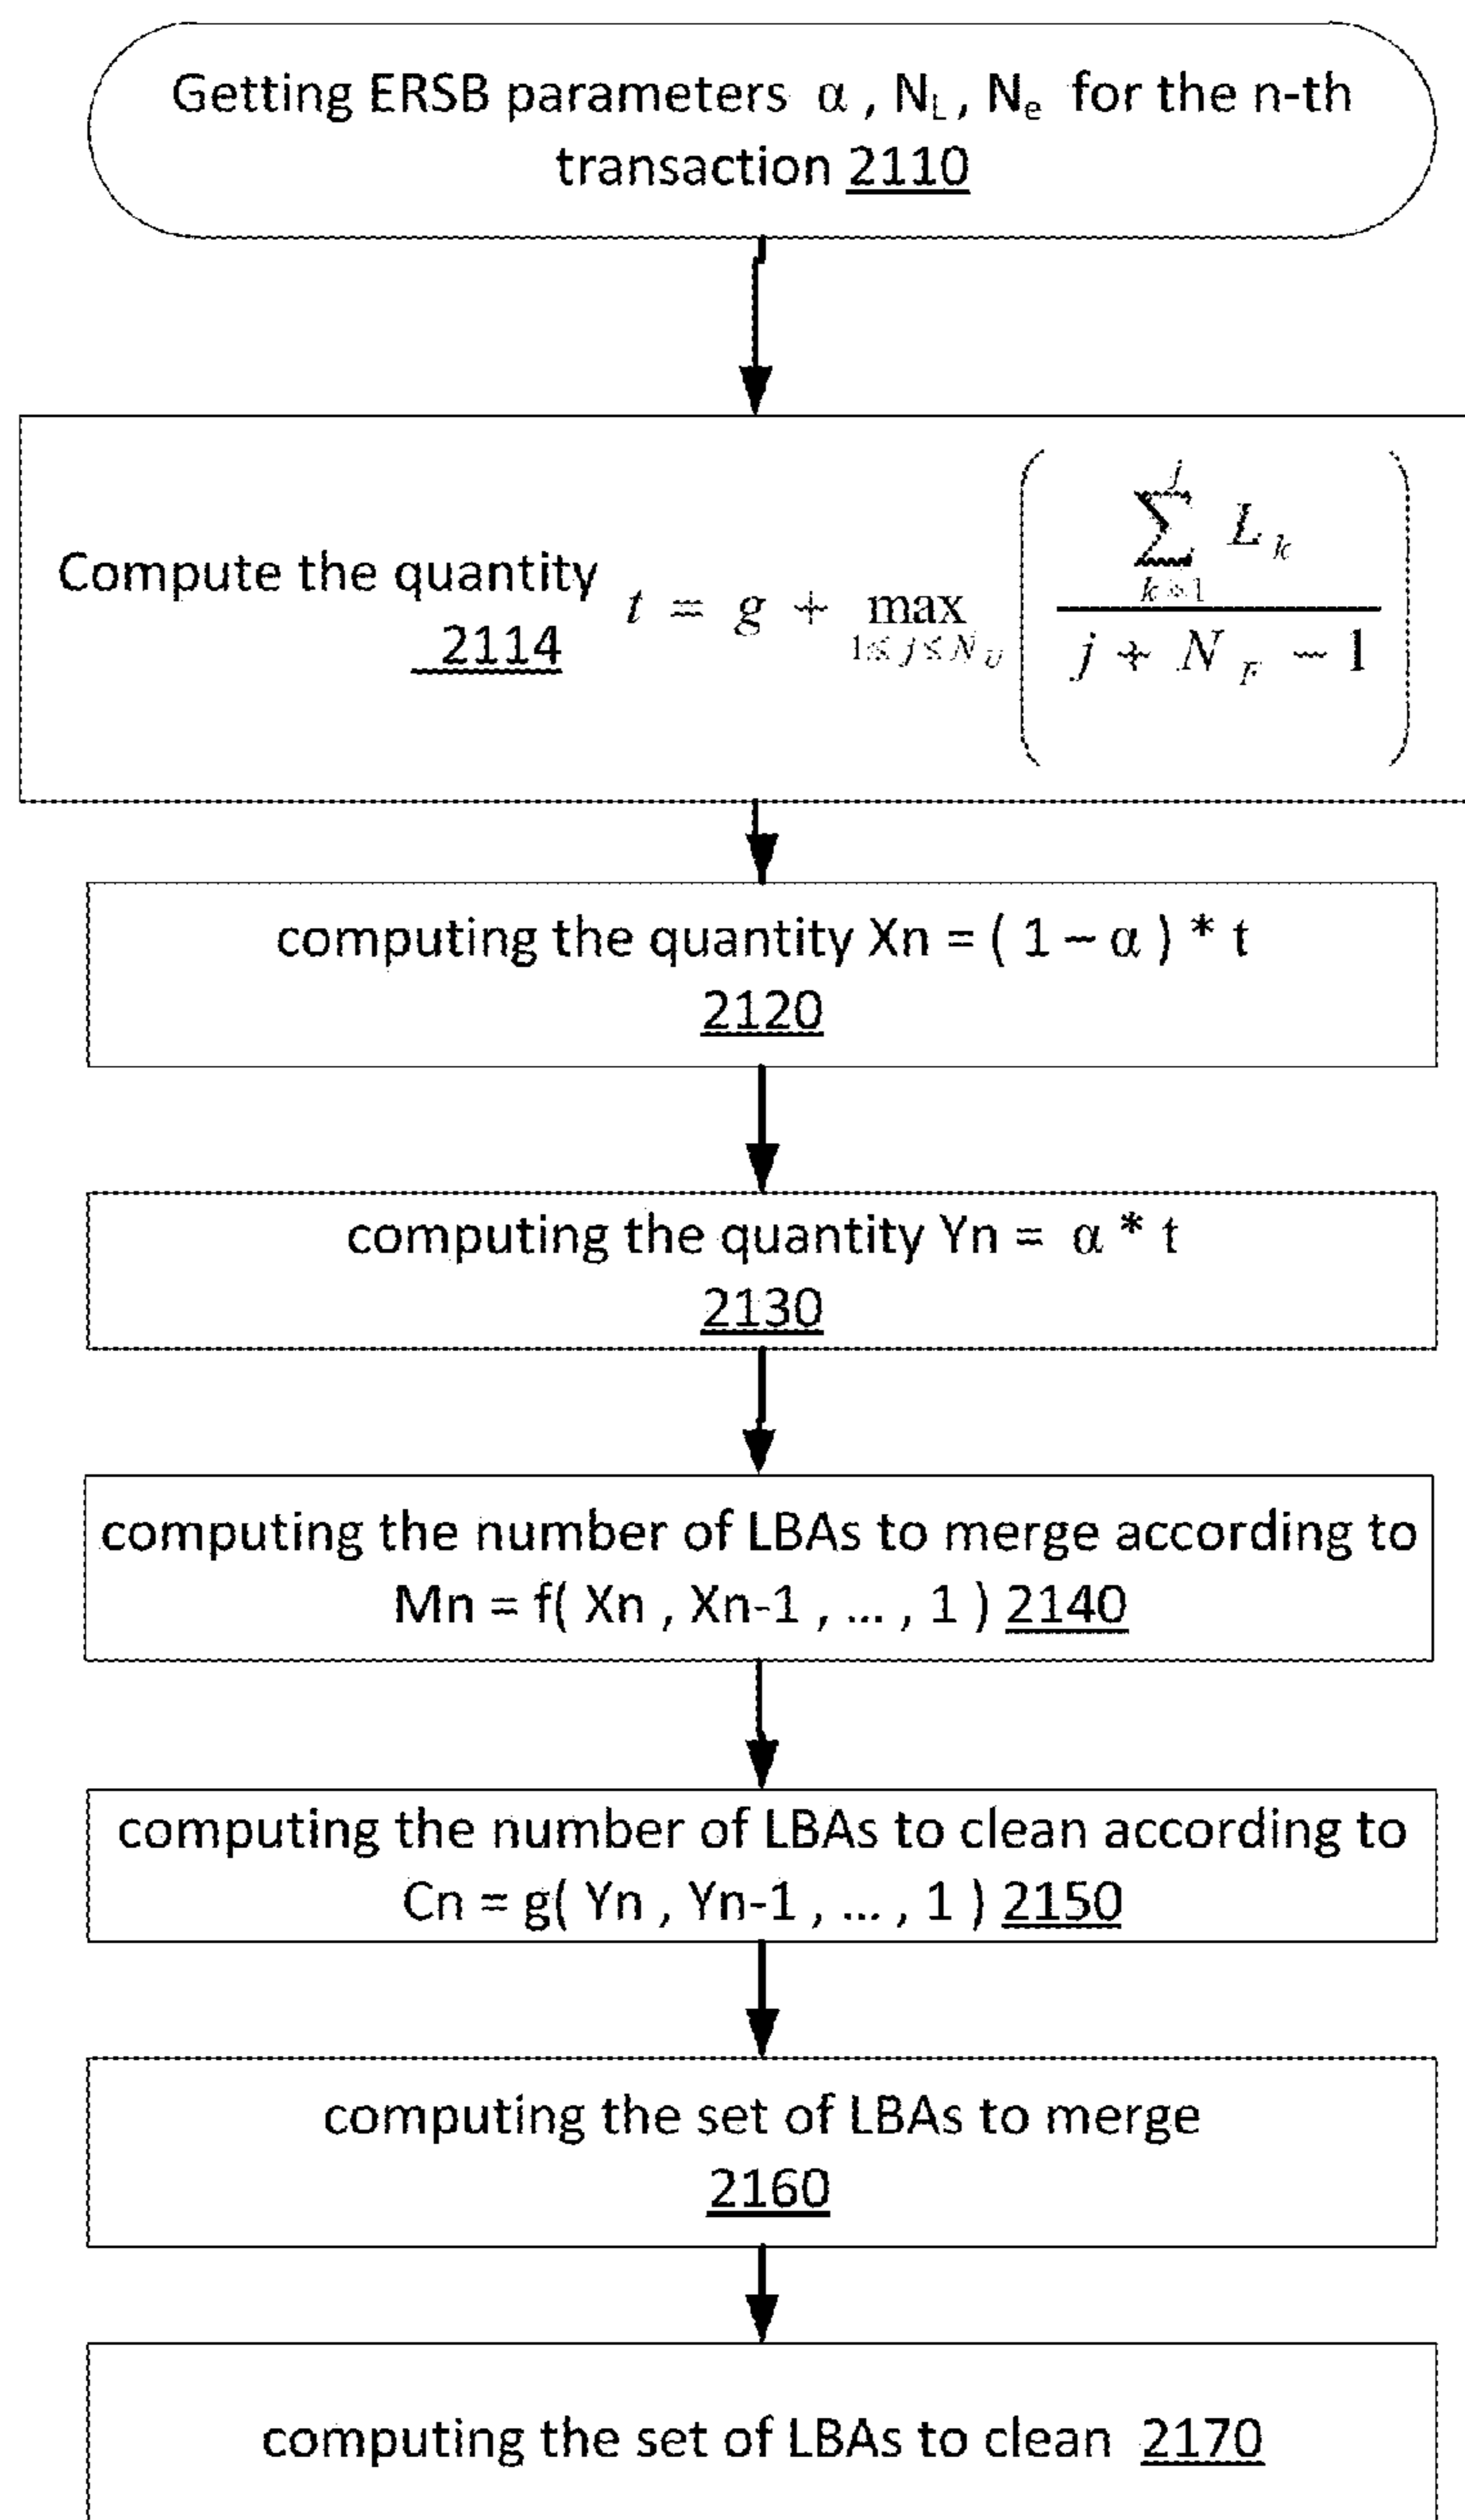 Getting ERSB parameters α , N_L, N_e for the n-th
transaction 2110
Compute the quantity
2114
t = g + max_{1≤j≤N_U} ( \sum_{k=1}^{j} L_k / (j + N_F − 1) )
computing the quantity Xn = ( 1 – α ) * t
2120
computing the quantity Yn = α * t
2130
computing the number of LBAs to merge according to
Mn = f( Xn , Xn-1 , ... , 1 ) 2140
computing the number of LBAs to clean according to
Cn = g( Yn , Yn-1 , ... , 1 ) 2150
computing the set of LBAs to merge
2160
computing the set of LBAs to clean 2170